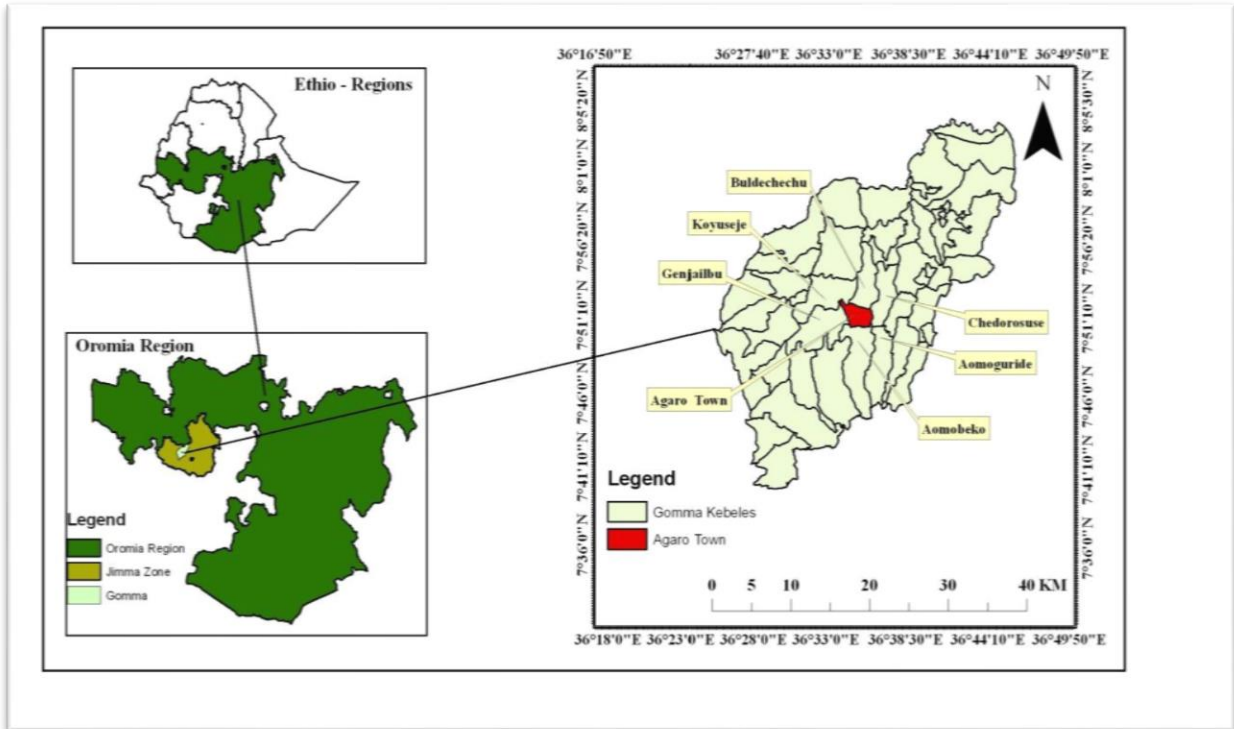 Ethio - Regions
Oromia Region
Legend
Oromia Region
Jimma Zone
Gomma
36°16'50"E 36°27'40"E 36°33'0"E 36°38'30"E 36°44'10"E 36°49'50"E
8°5'20"N
8°1'0"N
7°56'20"N
7°51'10"N
7°46'0"N
7°41'10"N
7°36'0"N
N
Buldechechu
Koyuseje
Genjailbu
Agaro Town
Chedorosuse
Aomoguride
Aomobeko
Legend
Gomma Kebeles
Agaro Town
0 5 10 20 30 40 KM
8°5'30"N
8°1'0"N
7°56'20"N
7°51'10"N
7°46'0"N
7°41'10"N
7°36'0"N
36°18'0"E 36°23'0"E 36°28'0"E 36°33'0"E 36°38'30"E 36°44'10"E 36°49'50"E